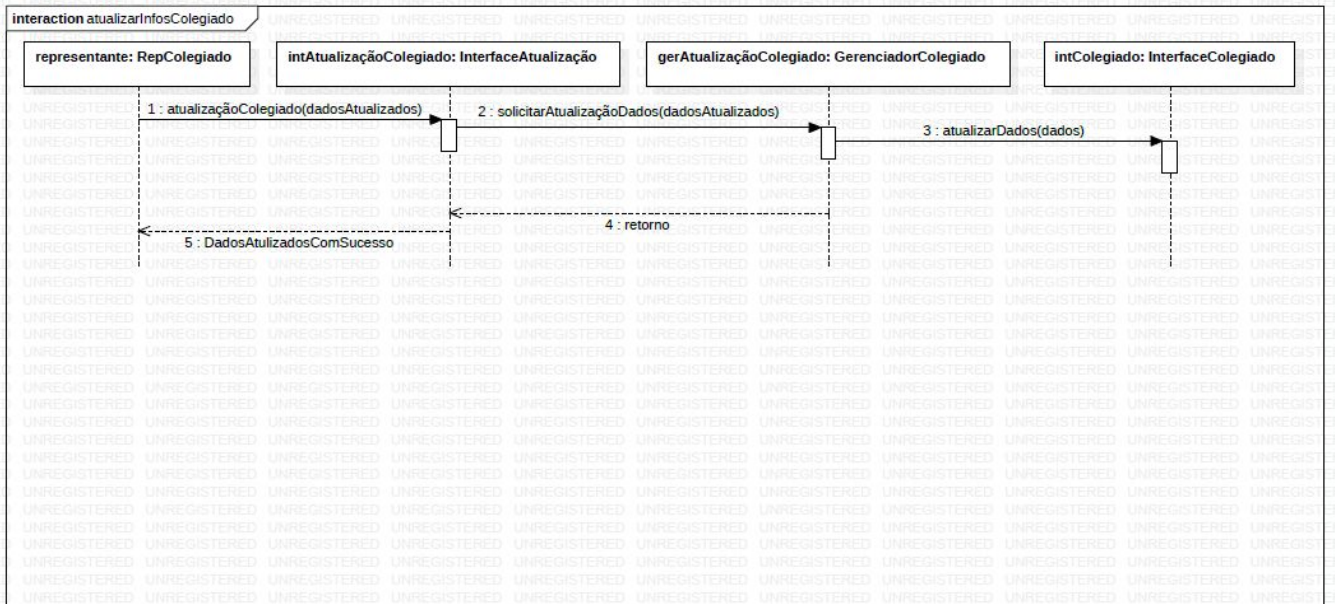 interaction atualizarInfosColegiado
representante: RepColegiado
intAtualizaçãoColegiado: InterfaceAtualização
gerAtualizaçãoColegiado: GerenciadorColegiado
intColegiado: InterfaceColegiado
1 : atualizaçãoColegiado(dadosAtualizados)
2 : solicitarAtualizaçãoDados(dadosAtualizados)
3 : atualizarDados(dados)
4 : retorno
5 : DadosAtulizadosComSucesso
UNREGISTERED